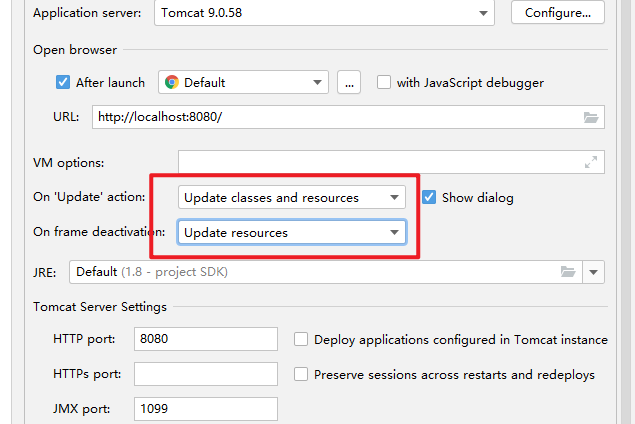 Application server: Tomcat 9.0.58 Configure...
Open browser
After launch Default ... with JavaScript debugger
URL: http://localhost:8080/
VM options:
On 'Update' action: Update classes and resources Show dialog
On frame deactivation: Update resources
JRE: Default (1.8 - project SDK)
Tomcat Server Settings
HTTP port: 8080 Deploy applications configured in Tomcat instance
HTTPs port: Preserve sessions across restarts and redeploys
JMX port: 1099